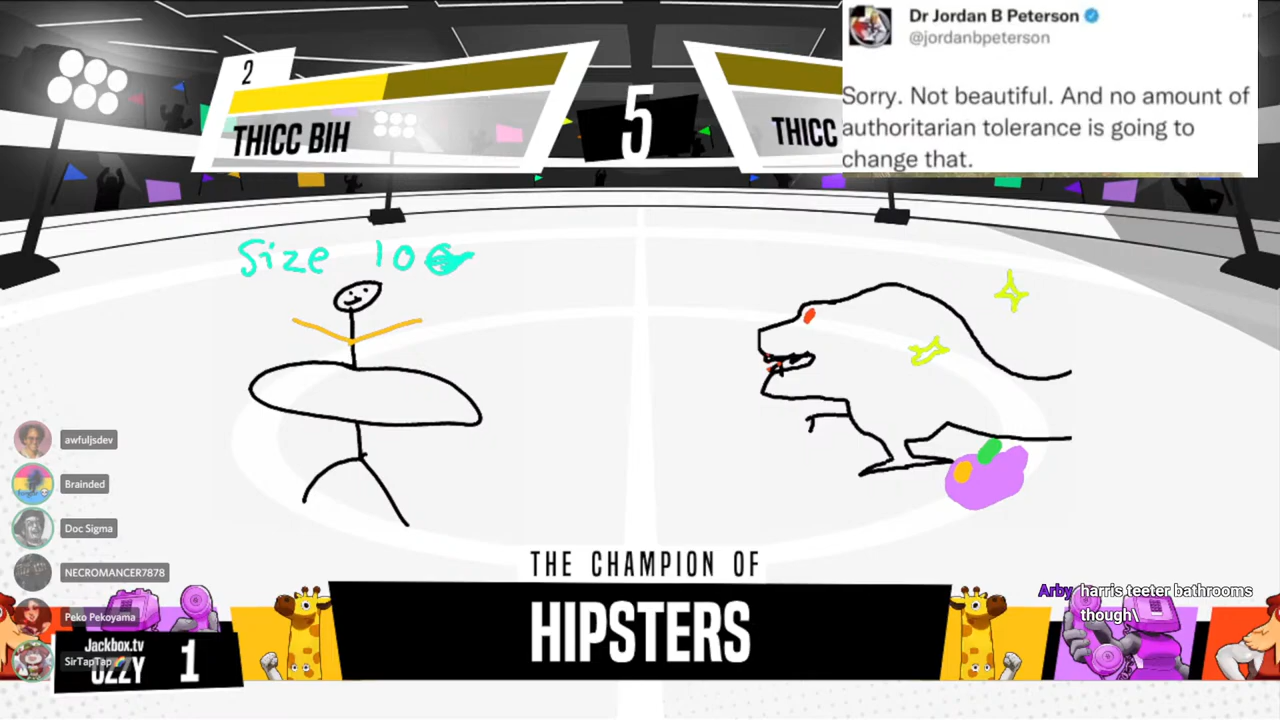 Dr Jordan B Peterson
@jordanbpeterson
Sorry. Not beautiful. And no amount of
authoritarian tolerance is going to
change that.
2
THICC BIH
5
THICC
Size 10
THE CHAMPION OF
HIPSTERS
awfuljsdev
Brainded
Doc Sigma
NECROMANCER7878
Peko Pekoyama
SirTapTap
Jackbox.tv
1
Arby harris teeter bathrooms
though\